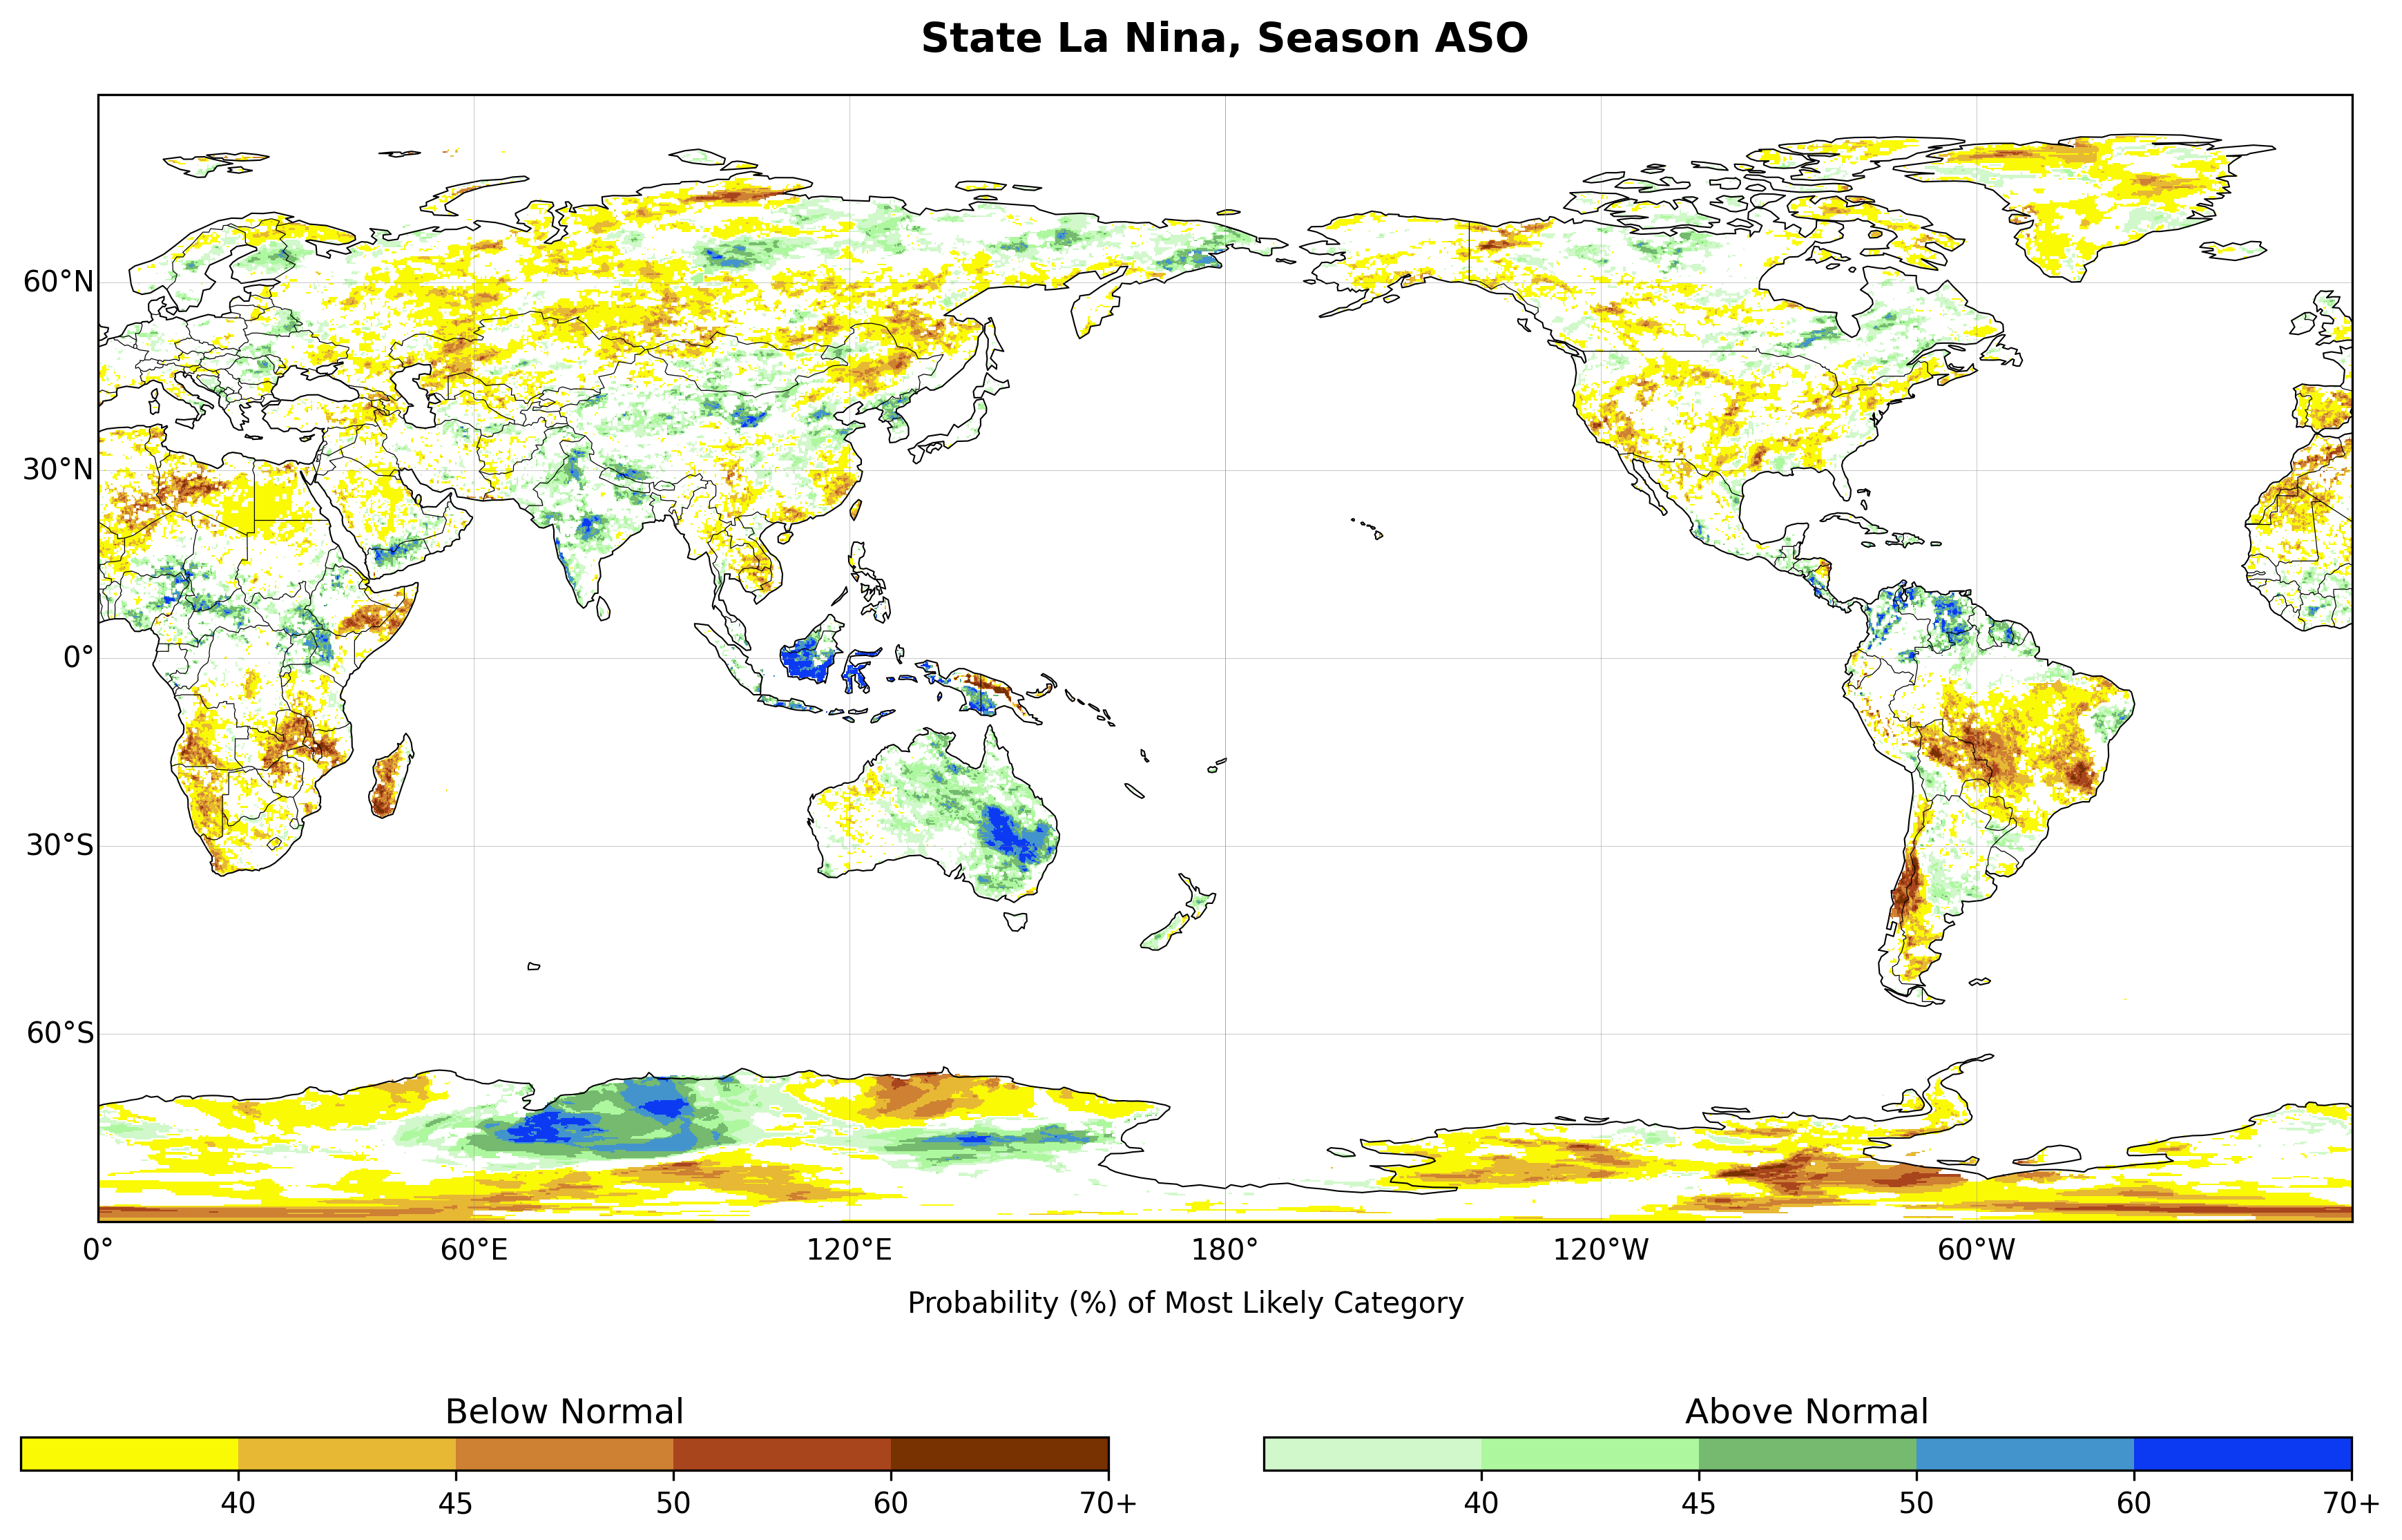 State La Nina, Season ASO
60°N
30°N
0°
30°S
60°S
0° 60°E 120°E 180° 120°W 60°W
Probability (%) of Most Likely Category
Below Normal Above Normal
40 45 50 60 70+ 40 45 50 60 70+